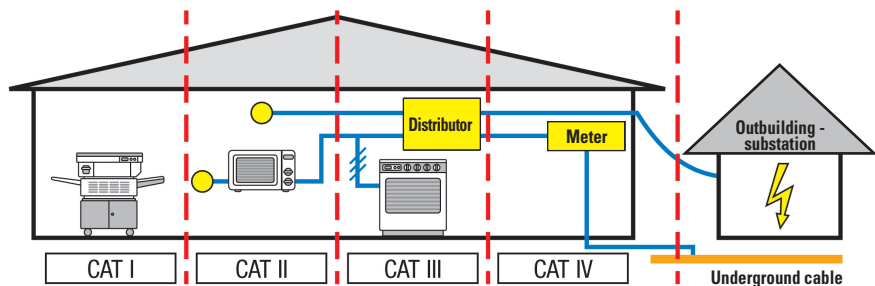 Distributor
Meter
Outbuilding -
substation
CAT I
CAT II
CAT III
CAT IV
Underground cable